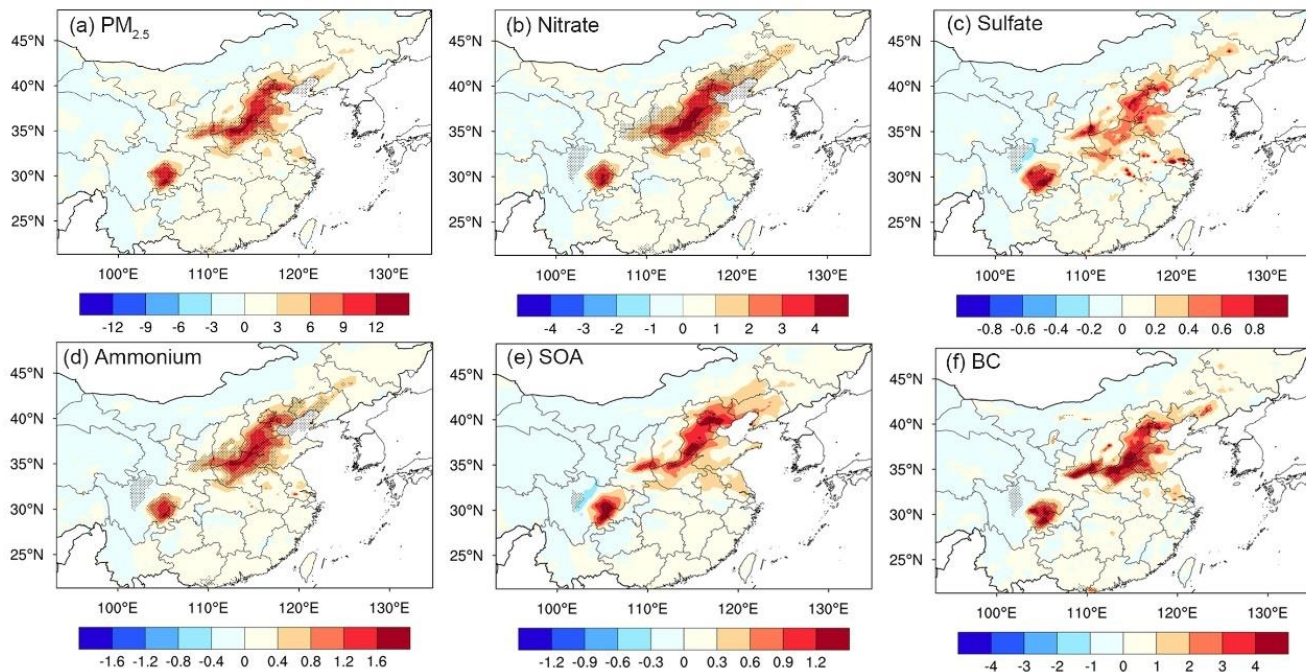 (a) PM2.5
(b) Nitrate
(c) Sulfate
45°N
40°N
35°N
30°N
25°N
100°E 110°E 120°E 130°E
-12 -9 -6 -3 0 3 6 9 12
45°N
40°N
35°N
30°N
25°N
100°E 110°E 120°E 130°E
-4 -3 -2 -1 0 1 2 3 4
45°N
40°N
35°N
30°N
25°N
100°E 110°E 120°E 130°E
-0.8 -0.6 -0.4 -0.2 0 0.2 0.4 0.6 0.8
(d) Ammonium
(e) SOA
(f) BC
45°N
40°N
35°N
30°N
25°N
100°E 110°E 120°E 130°E
-1.6 -1.2 -0.8 -0.4 0 0.4 0.8 1.2 1.6
45°N
40°N
35°N
30°N
25°N
100°E 110°E 120°E 130°E
-1.2 -0.9 -0.6 -0.3 0 0.3 0.6 0.9 1.2
45°N
40°N
35°N
30°N
25°N
100°E 110°E 120°E 130°E
-4 -3 -2 -1 0 1 2 3 4